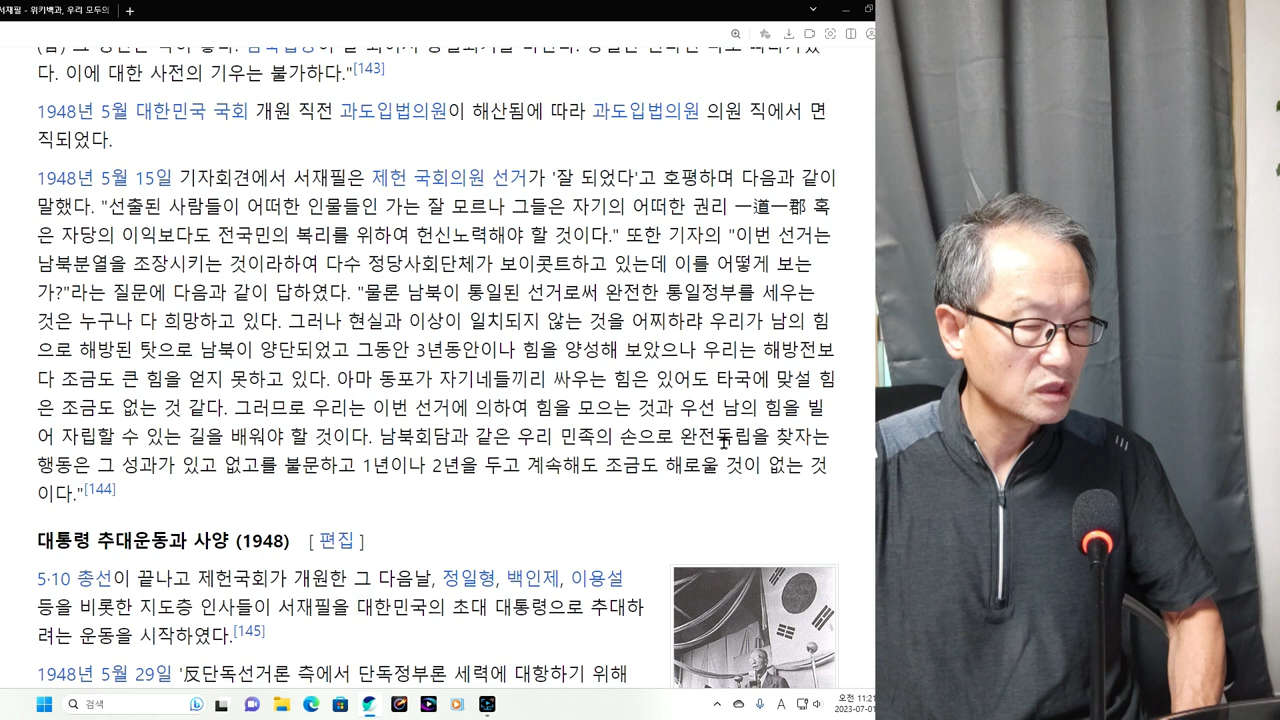 서재필 - 위키백과, 우리 모두의
다. 이에 대한 사전의 기우는 불가하다."[143]
1948년 5월 대한민국 국회 개원 직전 과도입법의원이 해산됨에 따라 과도입법의원 의원 직에서 면
직되었다.
1948년 5월 15일 기자회견에서 서재필은 제헌 국회의원 선거가 '잘 되었다'고 호평하며 다음과 같이
말했다. "선출된 사람들이 어떠한 인물들인 가는 잘 모르나 그들은 자기의 어떠한 권리 一道一郡 혹
은 자당의 이익보다도 전국민의 복리를 위하여 헌신노력해야 할 것이다." 또한 기자의 "이번 선거는
남북분열을 조장시키는 것이라하여 다수 정당사회단체가 보이콧트하고 있는데 이를 어떻게 보는
가?"라는 질문에 다음과 같이 답하였다. "물론 남북이 통일된 선거로써 완전한 통일정부를 세우는
것은 누구나 다 희망하고 있다. 그러나 현실과 이상이 일치되지 않는 것을 어찌하랴 우리가 남의 힘
으로 해방된 탓으로 남북이 양단되었고 그동안 3년동안이나 힘을 양성해 보았으나 우리는 해방전보
다 조금도 큰 힘을 얻지 못하고 있다. 아마 동포가 자기네들끼리 싸우는 힘은 있어도 타국에 맞설 힘
은 조금도 없는 것 같다. 그러므로 우리는 이번 선거에 의하여 힘을 모으는 것과 우선 남의 힘을 빌
어 자립할 수 있는 길을 배워야 할 것이다. 남북회담과 같은 우리 민족의 손으로 완전독립을 찾자는
행동은 그 성과가 있고 없고를 불문하고 1년이나 2년을 두고 계속해도 조금도 해로울 것이 없는 것
이다."[144]
대통령 추대운동과 사양 (1948) [ 편집 ]
5·10 총선이 끝나고 제헌국회가 개원한 그 다음날, 정일형, 백인제, 이용설
등을 비롯한 지도층 인사들이 서재필을 대한민국의 초대 대통령으로 추대하
려는 운동을 시작하였다.[145]
1948년 5월 29일 '反단독선거론 측에서 단독정부론 세력에 대항하기 위해
검색
A
오전 11:21
2023-07-01